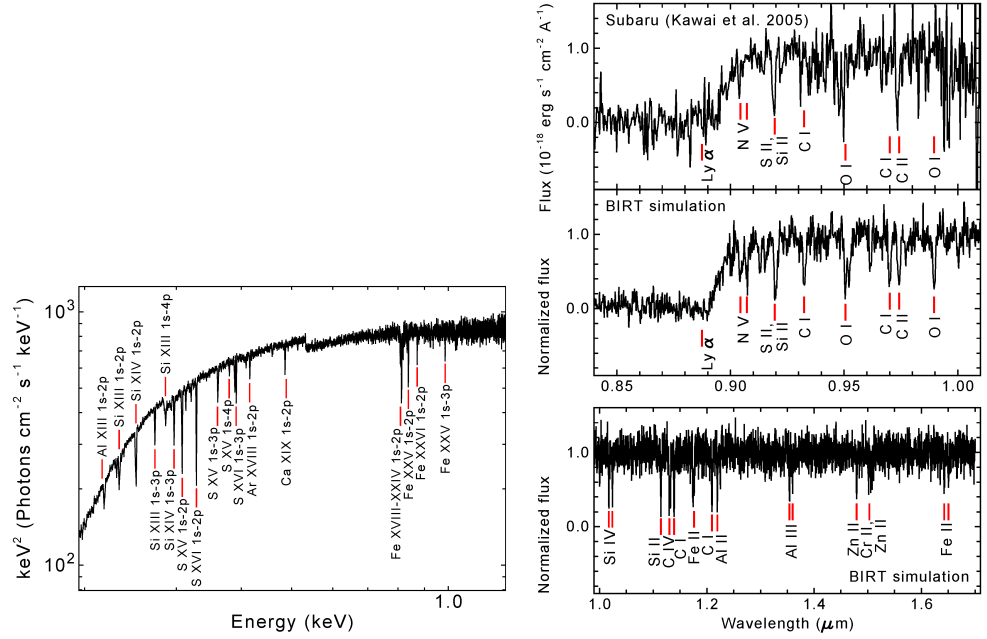 keV² (Photons cm⁻² s⁻¹ keV⁻¹)
10³
10²
Al XIII 1s-2p
Si XIII 1s-2p
Si XIV 1s-2p
Si XIII 1s-4p
Si XIII 1s-3p
Si XIV 1s-3p
S XV 1s-2p
S XVI 1s-2p
S XV 1s-3p
S XV 1s-4p
S XVI 1s-3p
Ar XVIII 1s-2p
Ca XIX 1s-2p
Fe XVIII-XXIV 1s-2p
Fe XXV 1s-2p
Fe XXVI 1s-2p
Fe XXV 1s-3p
1.0
Energy (keV)
Subaru (Kawai et al. 2005)
Flux (10⁻¹⁸ erg s⁻¹ cm⁻² A⁻¹)
1.0
0.0
Ly α
N V
S II,
Si II
C I
O I
C I
C II
O I
BIRT simulation
Normalized flux
1.0
0.0
Ly α
N V
S II,
Si II
C I
O I
C I
C II
O I
0.85 0.90 0.95 1.00
Normalized flux
1.0
0.0
Si IV
Si II
C IV
C I
Fe II
C I
Al II
Al III
Zn II
Cr II,
Zn II
Fe II
BIRT simulation
1.0 1.2 1.4 1.6
Wavelength (μm)